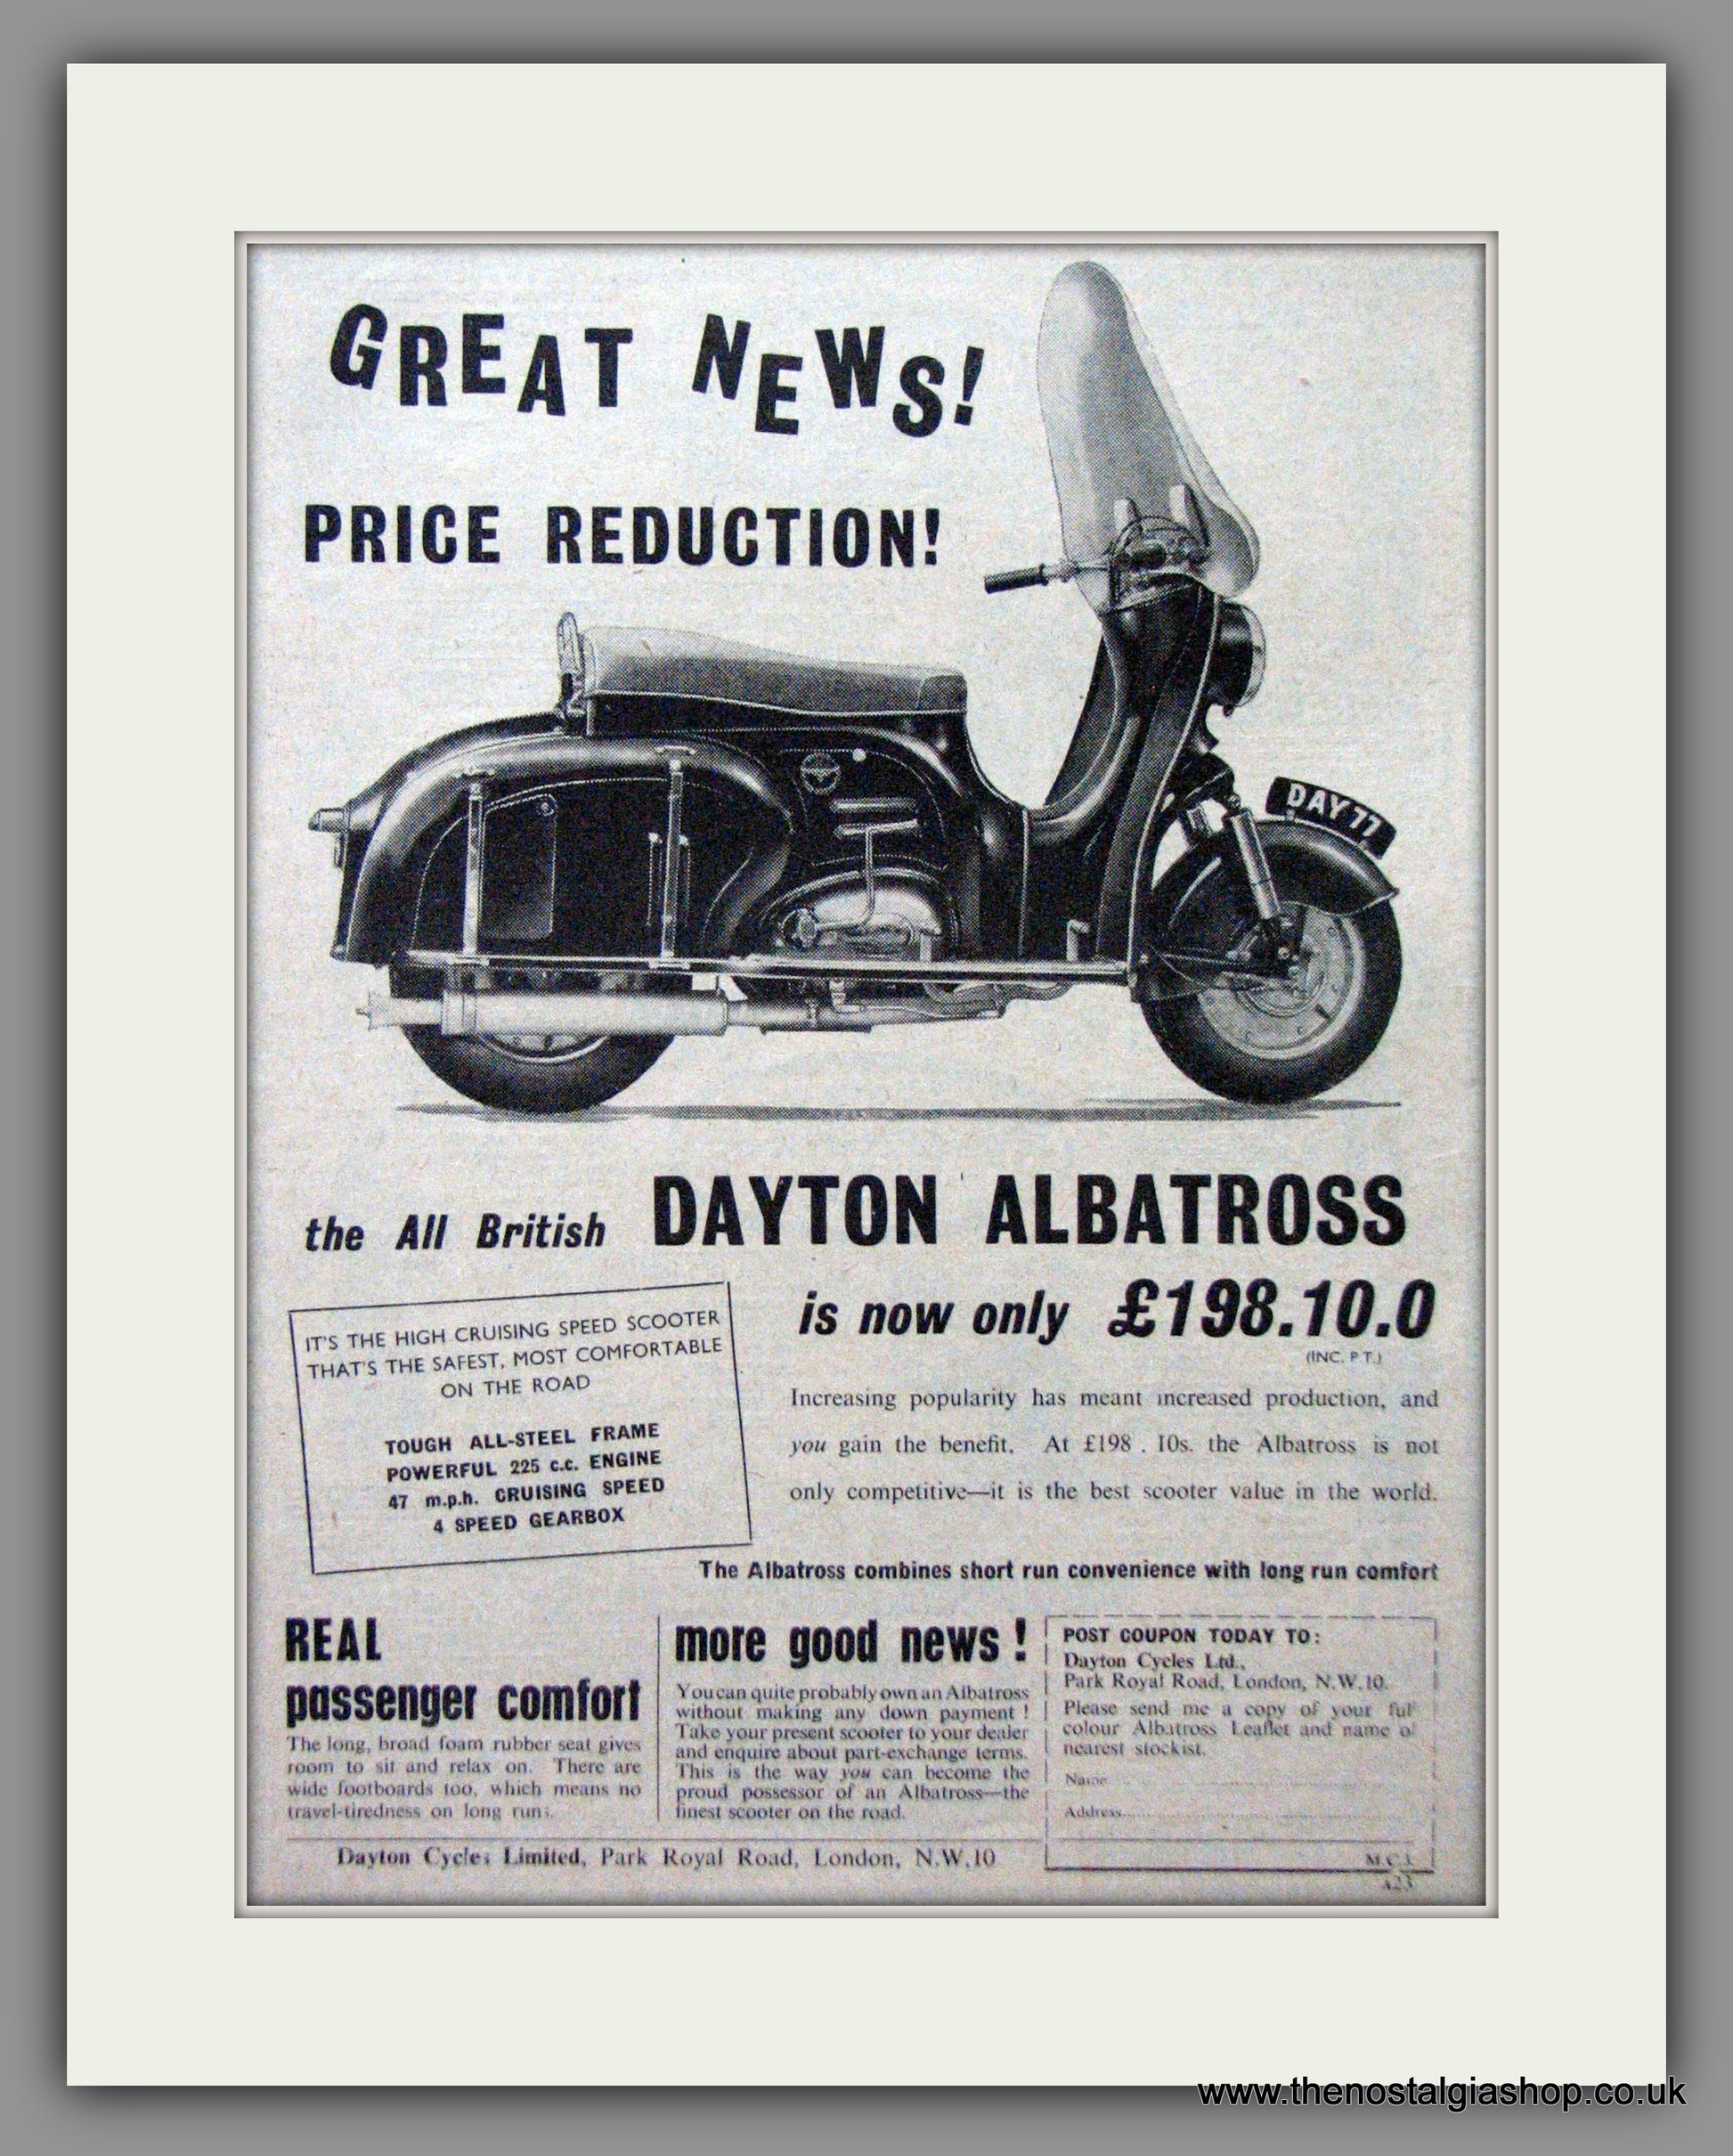 GREAT NEWS!
PRICE REDUCTION!
DAY 77
the All British DAYTON ALBATROSS
is now only £198.10.0
(INC. P.T.)
IT'S THE HIGH CRUISING SPEED SCOOTER
THAT'S THE SAFEST, MOST COMFORTABLE
ON THE ROAD
TOUGH ALL-STEEL FRAME
POWERFUL 225 c.c. ENGINE
47 m.p.h. CRUISING SPEED
4 SPEED GEARBOX
Increasing popularity has meant increased production, and
you gain the benefit. At £198 . 10s. the Albatross is not
only competitive—it is the best scooter value in the world.
The Albatross combines short run convenience with long run comfort
REAL
passenger comfort
The long, broad foam rubber seat gives
room to sit and relax on. There are
wide footboards too, which means no
travel-tiredness on long runs.
more good news !
You can quite probably own an Albatross
without making any down payment !
Take your present scooter to your dealer
and enquire about part-exchange terms.
This is the way you can become the
proud possessor of an Albatross—the
finest scooter on the road.
POST COUPON TODAY TO:
Dayton Cycles Ltd.,
Park Royal Road, London, N.W.10.
Please send me a copy of your full
colour Albatross Leaflet and name of
nearest stockist.
Name
Address
Dayton Cycles Limited, Park Royal Road, London, N.W.10
www.thenostalgiashop.co.uk